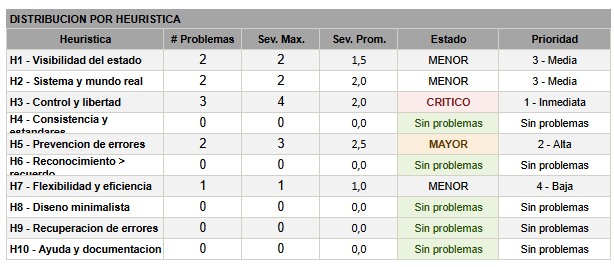 DISTRIBUCION POR HEURISTICA
Heuristica # Problemas Sev. Max. Sev. Prom. Estado Prioridad
H1 - Visibilidad del estado 2 2 1,5 MENOR 3 - Media
H2 - Sistema y mundo real 2 2 2,0 MENOR 3 - Media
H3 - Control y libertad 3 4 2,0 CRITICO 1 - Inmediata
H4 - Consistencia y
estandares 0 0 0,0 Sin problemas Sin problemas
H5 - Prevencion de errores 2 3 2,5 MAYOR 2 - Alta
H6 - Reconocimiento >
recuerdo 0 0 0,0 Sin problemas Sin problemas
H7 - Flexibilidad y eficiencia 1 1 1,0 MENOR 4 - Baja
H8 - Diseno minimalista 0 0 0,0 Sin problemas Sin problemas
H9 - Recuperacion de errores 0 0 0,0 Sin problemas Sin problemas
H10 - Ayuda y documentacion 0 0 0,0 Sin problemas Sin problemas